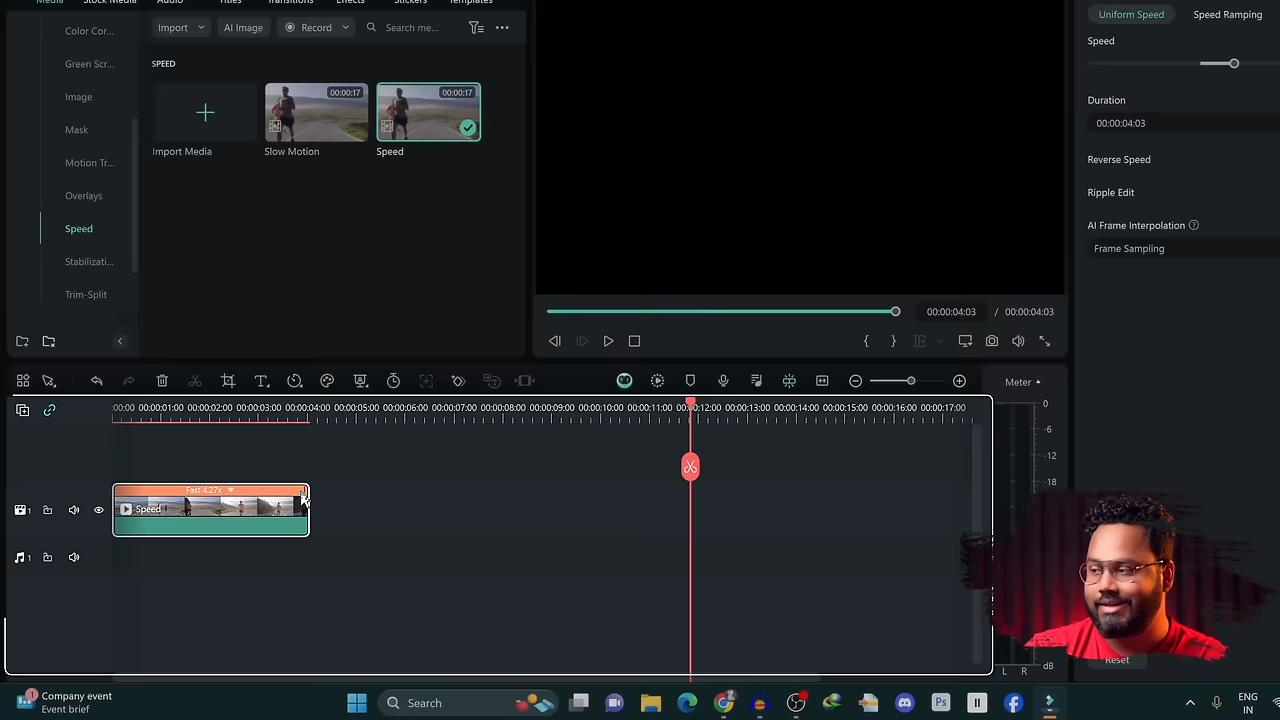 Media Stock Media Audio Titles Transitions Effects Stickers Templates
Color Cor...
Green Scr...
Image
Mask
Motion Tr...
Overlays
Speed
Stabilizati...
Trim-Split
Import AI Image Record Search me...
SPEED
00:00:17
00:00:17
Import Media Slow Motion Speed
00:00:04:03 / 00:00:04:03
Uniform Speed Speed Ramping
Speed
Duration
00:00:04:03
Reverse Speed
Ripple Edit
AI Frame Interpolation
Frame Sampling
Meter
:00:00 00:00:01:00 00:00:02:00 00:00:03:00 00:00:04:00 00:00:05:00 00:00:06:00 00:00:07:00 00:00:08:00 00:00:09:00 00:00:10:00 00:00:11:00 00:00:12:00 00:00:13:00 00:00:14:00 00:00:15:00 00:00:16:00 00:00:17:00
Fast 4.27x
Speed
1
1
0
-6
-12
-18
dB
L R
Reset
1
Company event
Event brief
Search
Ps
ENG
IN